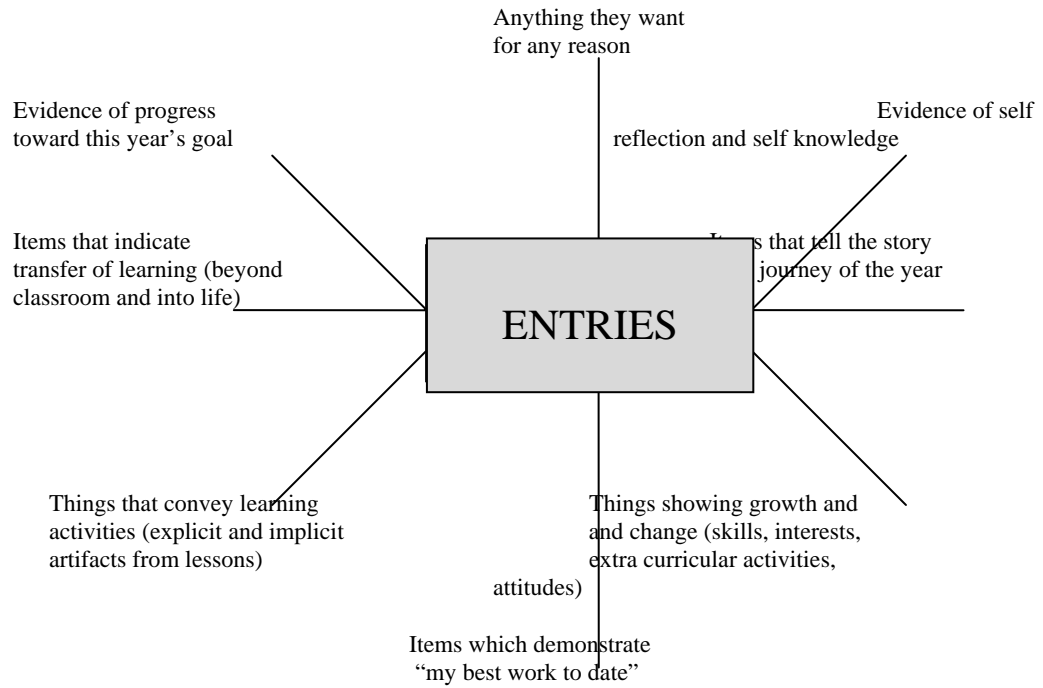 Anything they want
for any reason
Evidence of progress
toward this year’s goal
Evidence of self
reflection and self knowledge
Items that indicate
transfer of learning (beyond
classroom and into life)
that tell the story
journey of the year
ENTRIES
Things that convey learning
activities (explicit and implicit
artifacts from lessons)
Things showing growth and
and change (skills, interests,
extra curricular activities,
attitudes)
Items which demonstrate
“my best work to date”